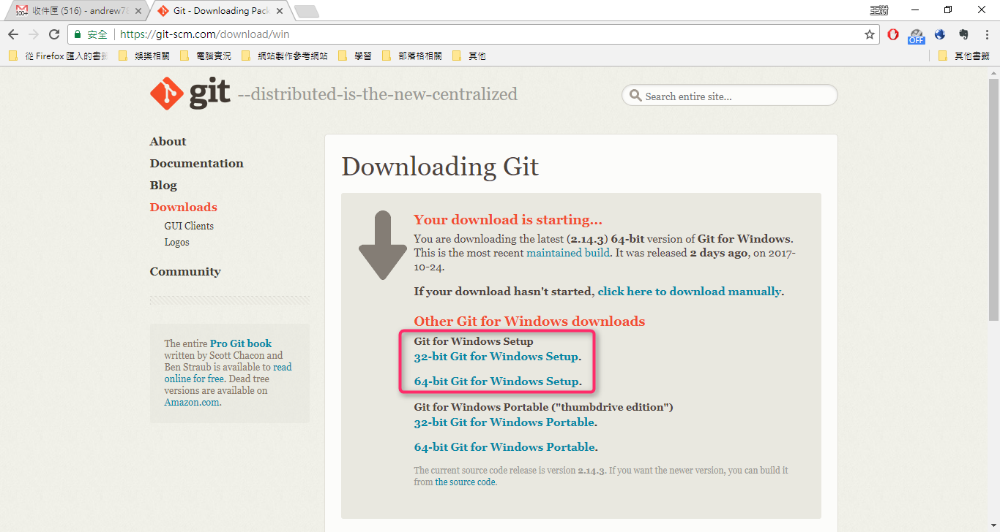 收件匣 (516) - andrew78
Git - Downloading Pack
安全
https://git-scm.com/download/win
OFF
從 Firefox 匯入的書籤
娛樂相關
電腦實況
網站製作參考網站
學習
部落格相關
其他
其他書籤
git --distributed-is-the-new-centralized
Search entire site...
About
Documentation
Blog
Downloads
GUI Clients
Logos
Community
The entire Pro Git book
written by Scott Chacon and
Ben Straub is available to read
online for free. Dead tree
versions are available on
Amazon.com.
Downloading Git
Your download is starting...
You are downloading the latest (2.14.3) 64-bit version of Git for Windows.
This is the most recent maintained build. It was released 2 days ago, on 2017-
10-24.
If your download hasn't started, click here to download manually.
Other Git for Windows downloads
Git for Windows Setup
32-bit Git for Windows Setup.
64-bit Git for Windows Setup.
Git for Windows Portable ("thumbdrive edition")
32-bit Git for Windows Portable.
64-bit Git for Windows Portable.
The current source code release is version 2.14.3. If you want the newer version, you can build it
from the source code.